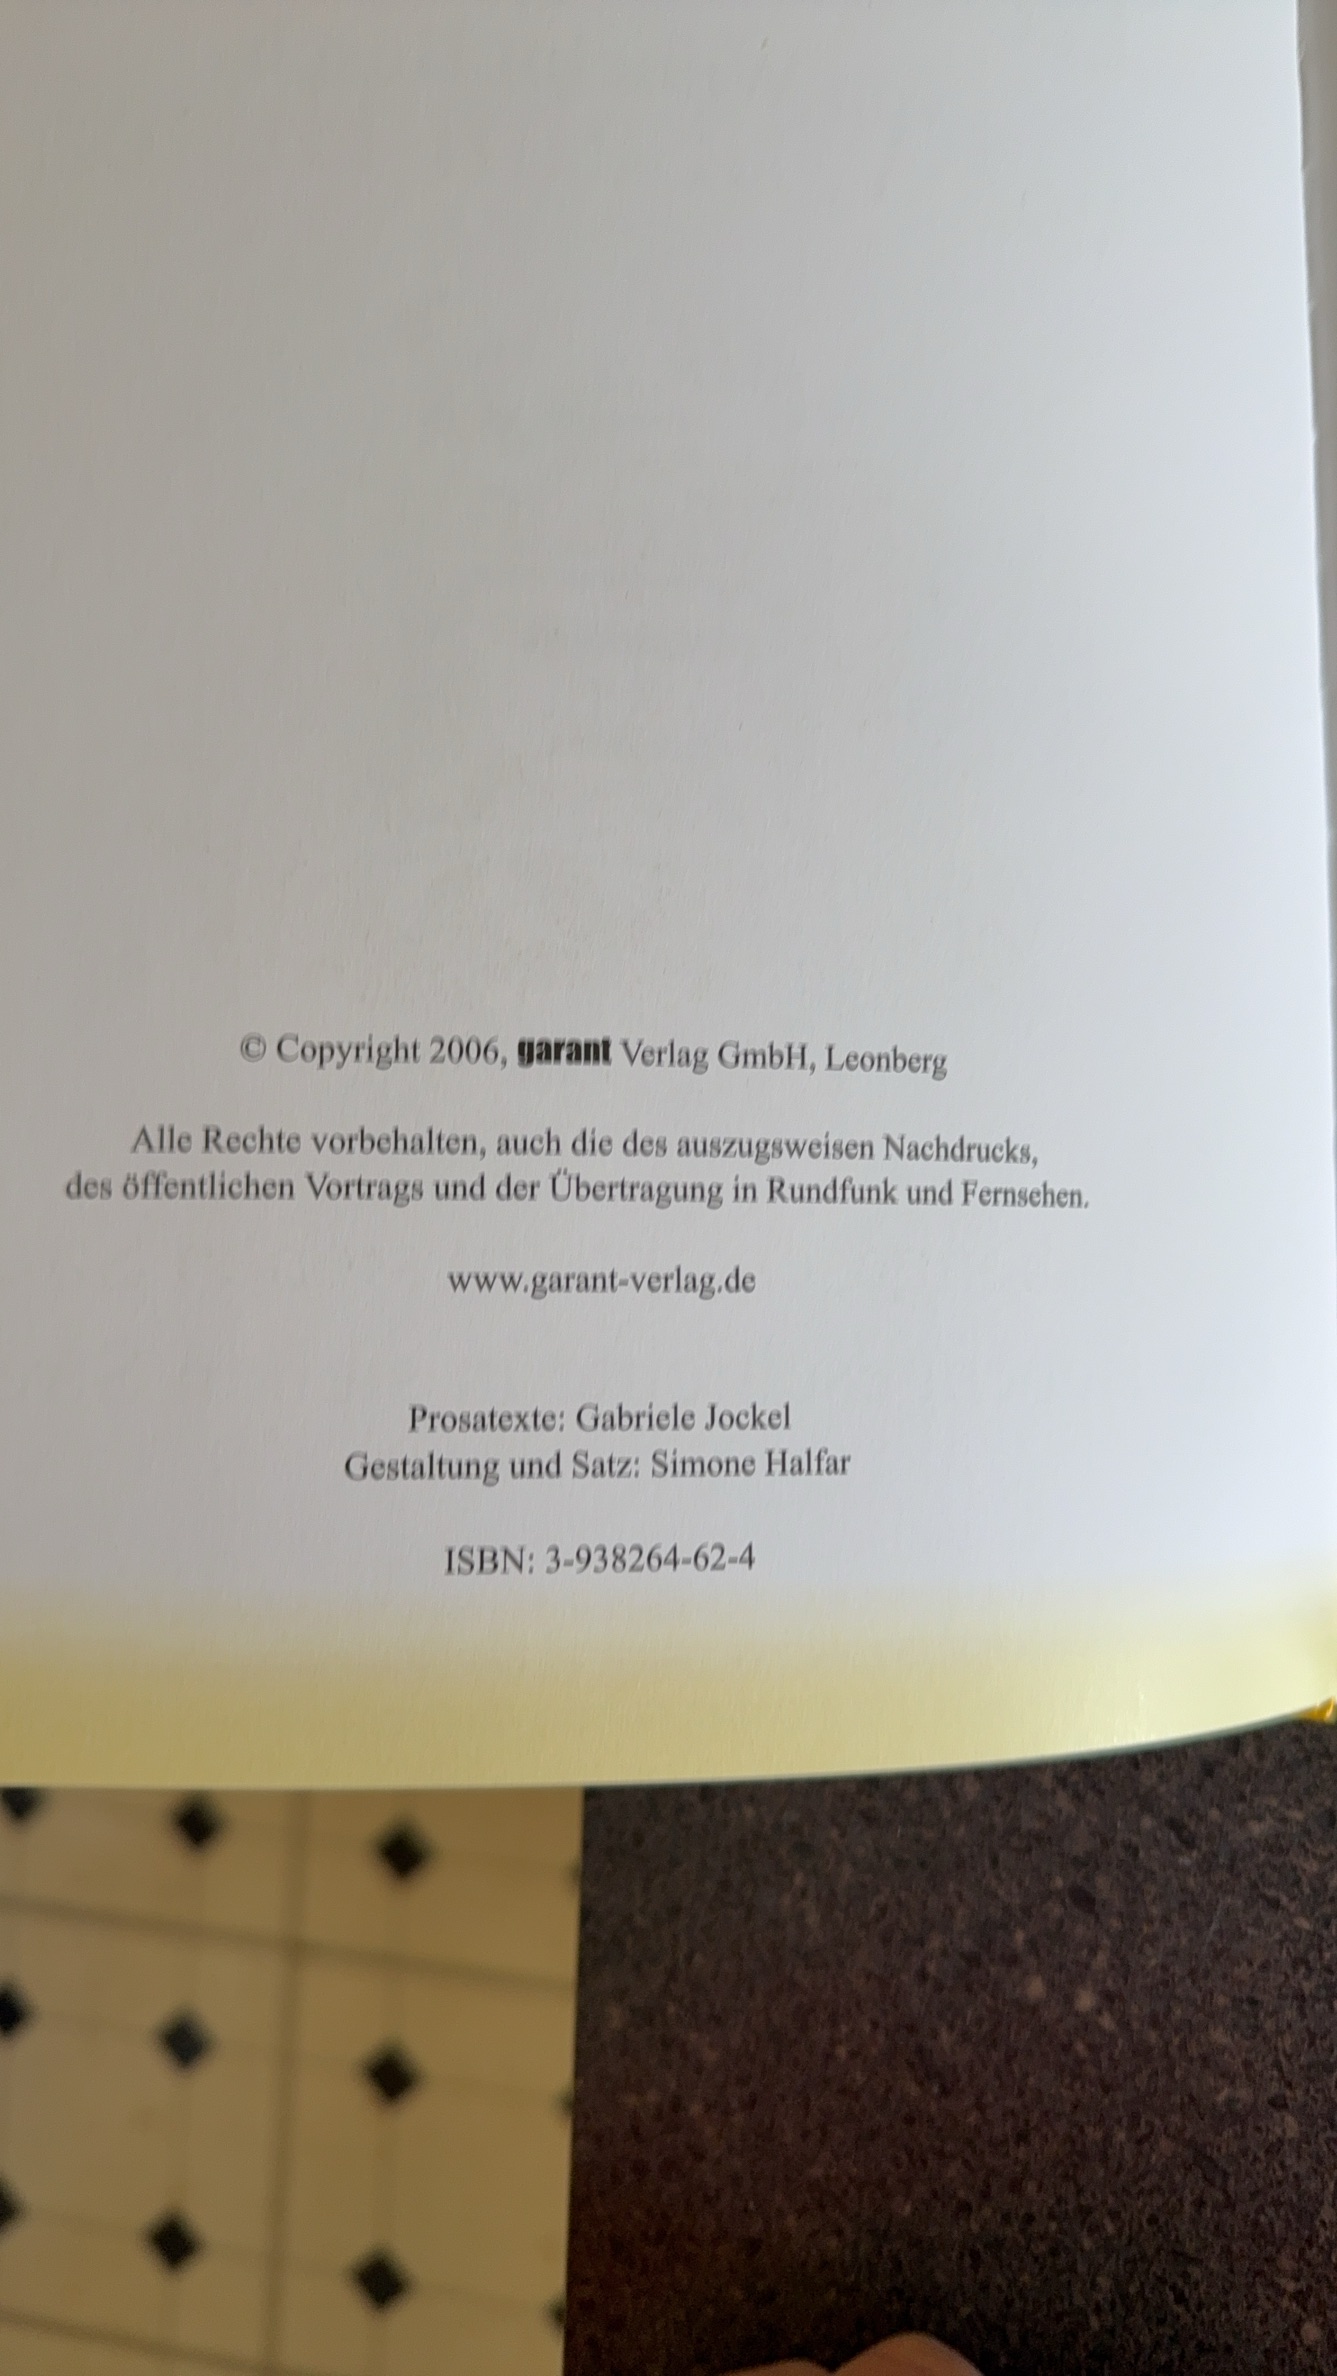 © Copyright 2006, garant Verlag GmbH, Leonberg
Alle Rechte vorbehalten, auch die des auszugsweisen Nachdrucks,
des öffentlichen Vortrags und der Übertragung in Rundfunk und Fernsehen.
www.garant-verlag.de
Prosatexte: Gabriele Jockel
Gestaltung und Satz: Simone Halfar
ISBN: 3-938264-62-4